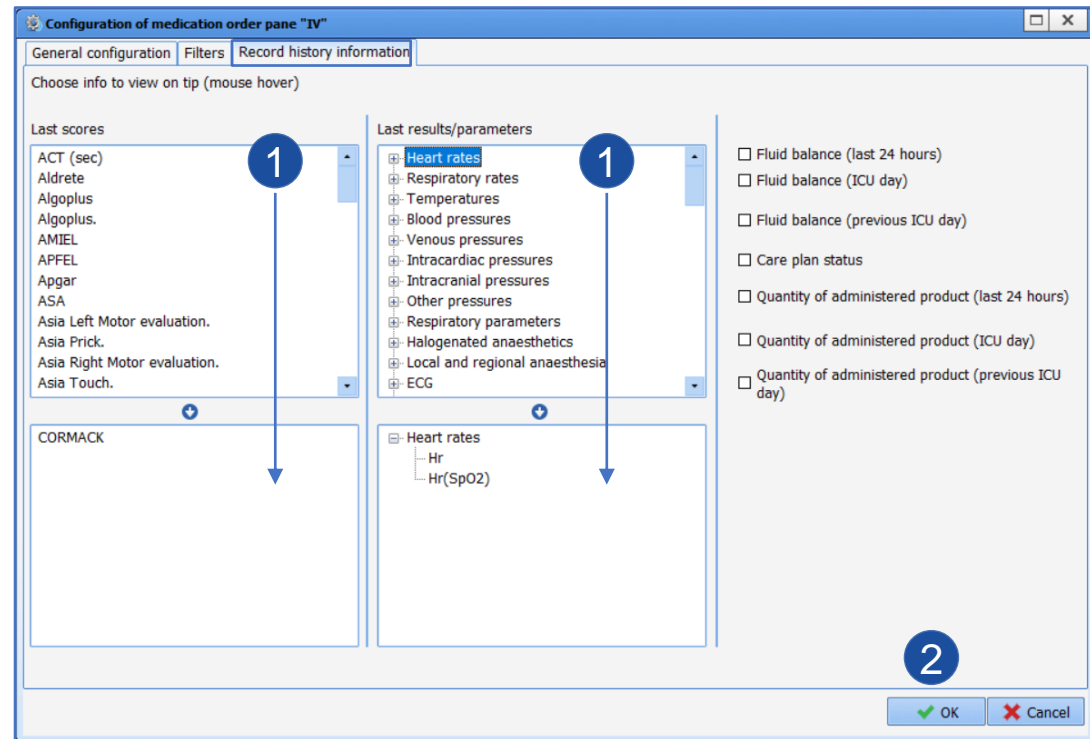 Configuration of medication order pane "IV"
General configuration Filters Record history information
Choose info to view on tip (mouse hover)
Last scores
ACT (sec)
Aldrete
Algoplus
Algoplus.
AMIEL
APFEL
Apgar
ASA
Asia Left Motor evaluation.
Asia Prick.
Asia Right Motor evaluation.
Asia Touch.
1
CORMACK
Last results/parameters
Heart rates
Respiratory rates
Temperatures
Blood pressures
Venous pressures
Intracardiac pressures
Intracranial pressures
Other pressures
Respiratory parameters
Halogenated anaesthetics
Local and regional anaesthesia
ECG
1
Heart rates
Hr
Hr(SpO2)
Fluid balance (last 24 hours)
Fluid balance (ICU day)
Fluid balance (previous ICU day)
Care plan status
Quantity of administered product (last 24 hours)
Quantity of administered product (ICU day)
Quantity of administered product (previous ICU
day)
2
OK Cancel